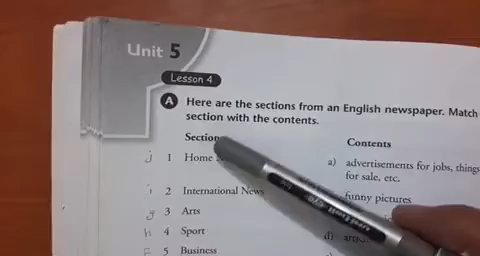 Unit 5
Lesson 4
A Here are the sections from an English newspaper. Match
section with the contents.
Section
Contents
j 1 Home
a) advertisements for jobs, things
for sale, etc.
i 2 International News
funny pictures
g 3 Arts
h 4 Sport
d)
5 Business